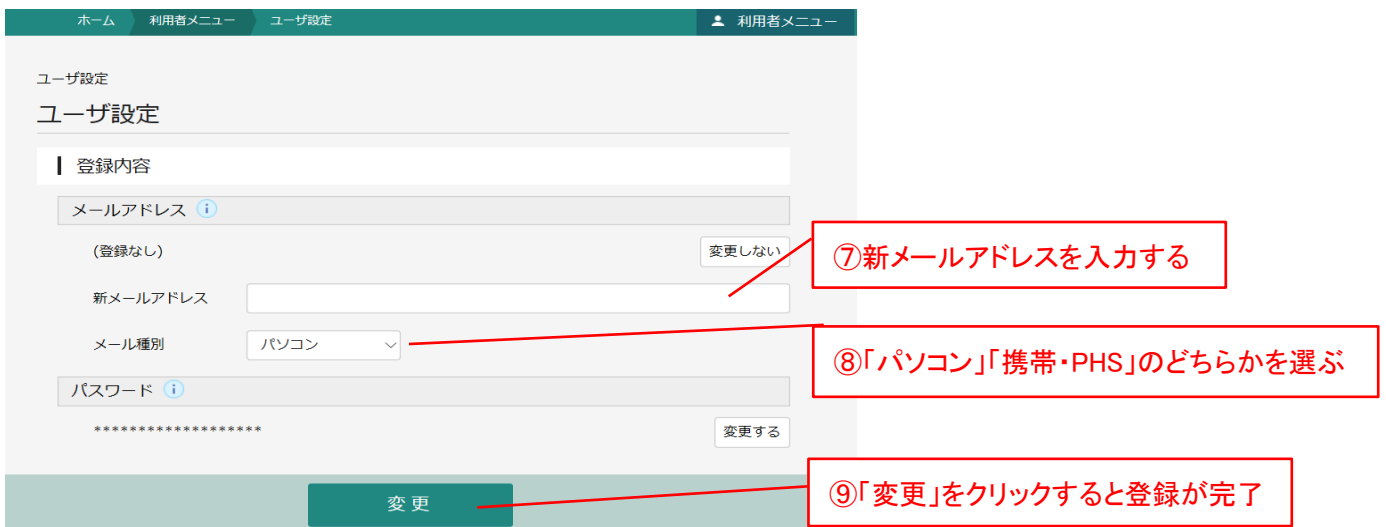 ホーム 利用者メニュー ユーザ設定 利用者メニュー
ユーザ設定
ユーザ設定
登録内容
メールアドレス i
(登録なし) 変更しない
⑦新メールアドレスを入力する
新メールアドレス
メール種別 パソコン
⑧「パソコン」「携帯・PHS」のどちらかを選ぶ
パスワード i
******************* 変更する
変更
⑨「変更」をクリックすると登録が完了